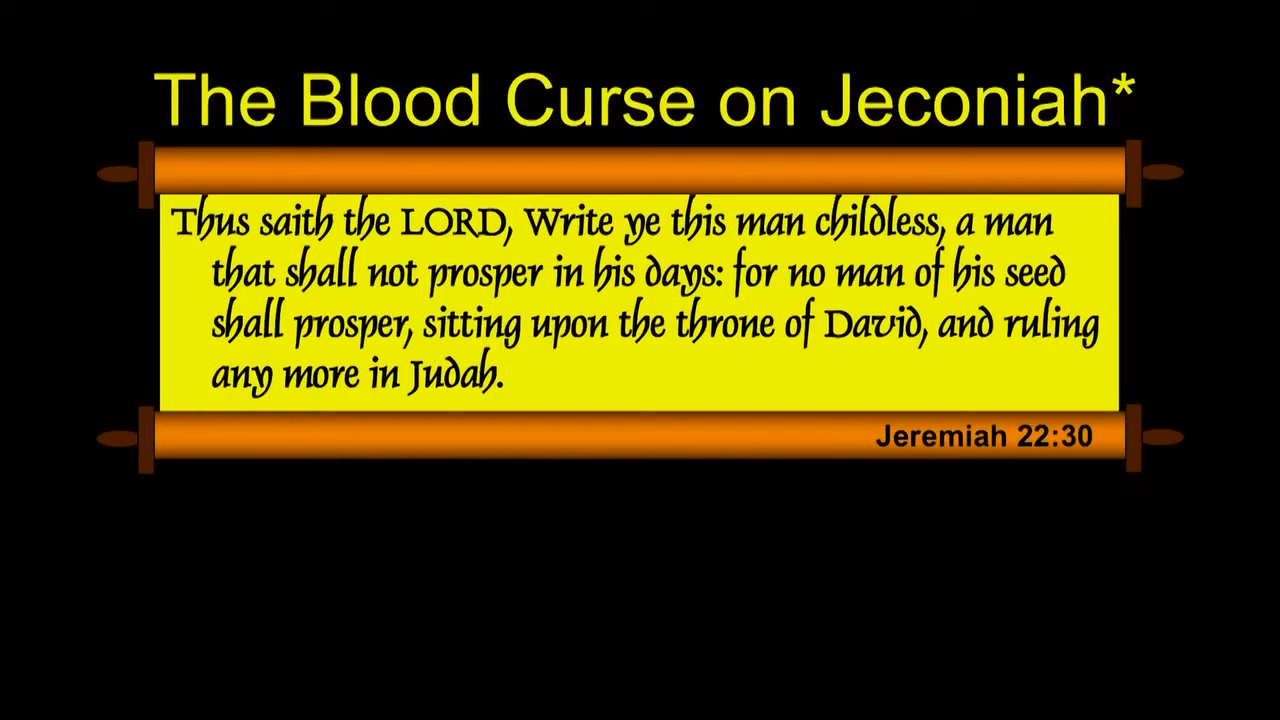 The Blood Curse on Jeconiah*
Thus saith the LORD, Write ye this man childless, a man
that shall not prosper in his days: for no man of his seed
shall prosper, sitting upon the throne of David, and ruling
any more in Judah.
Jeremiah 22:30